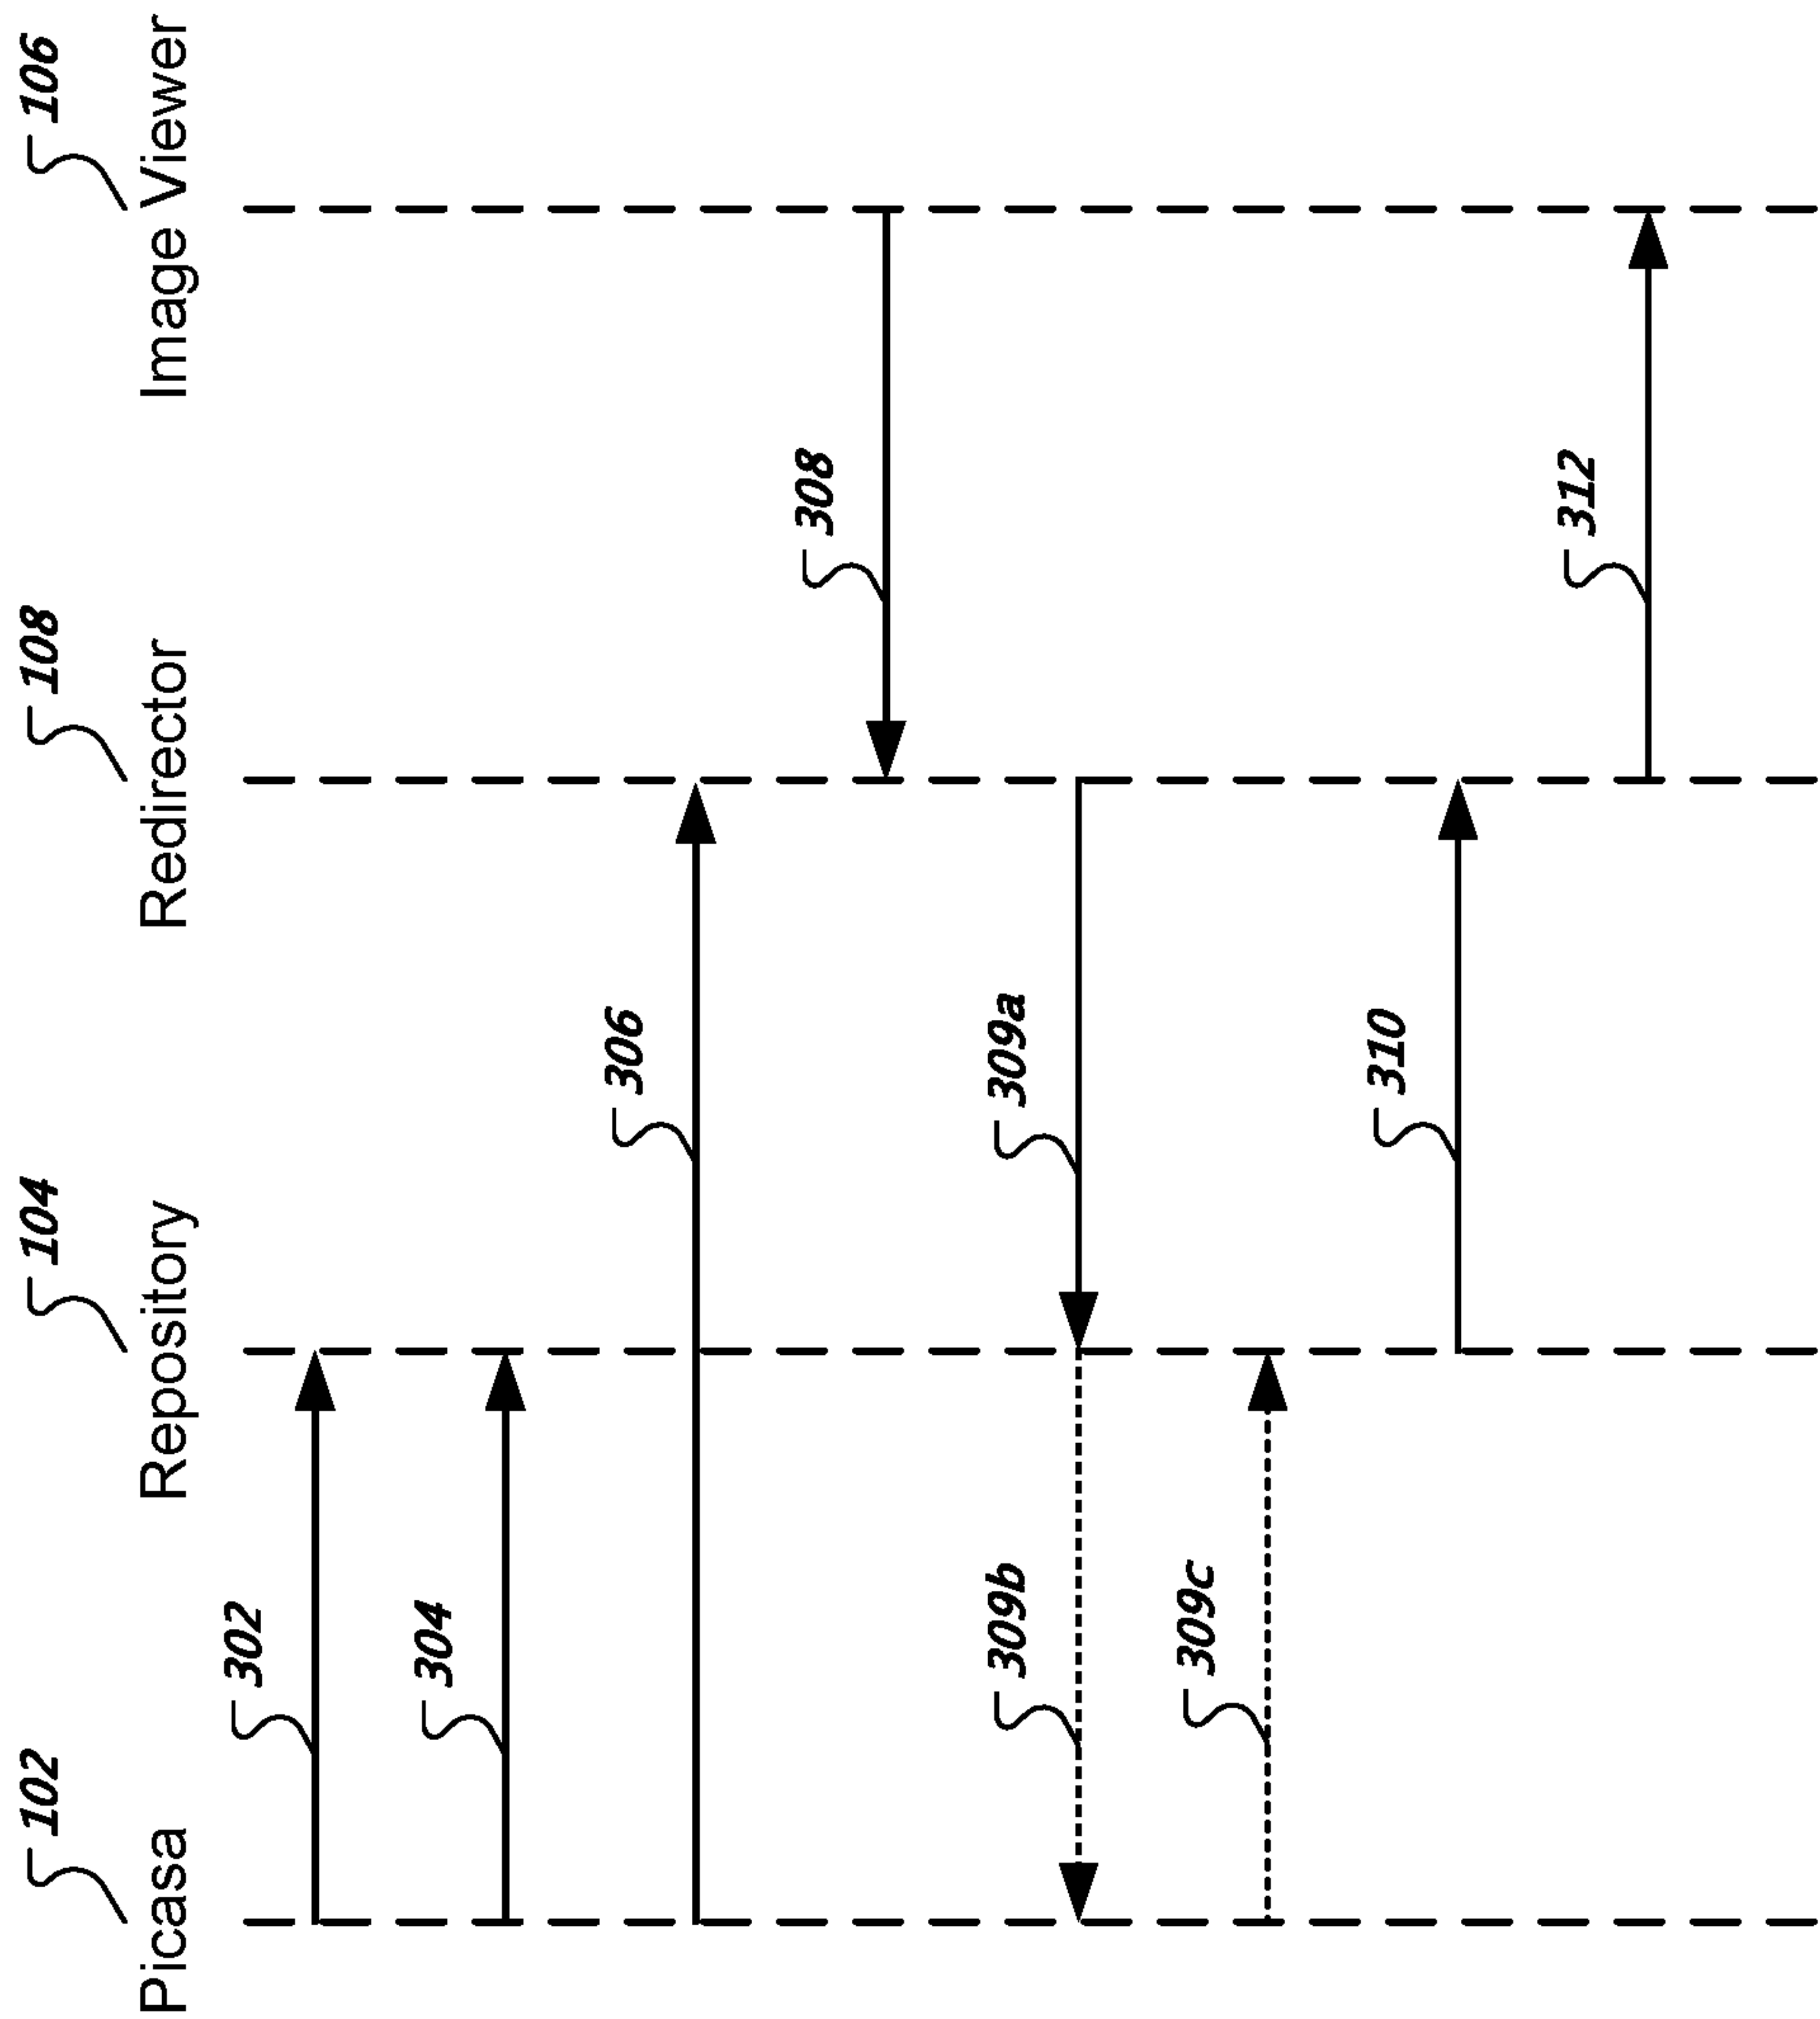 102
104
108
106
Picasa
Repository
Redirector
Image Viewer
302
304
306
308
309b
309a
309c
310
312